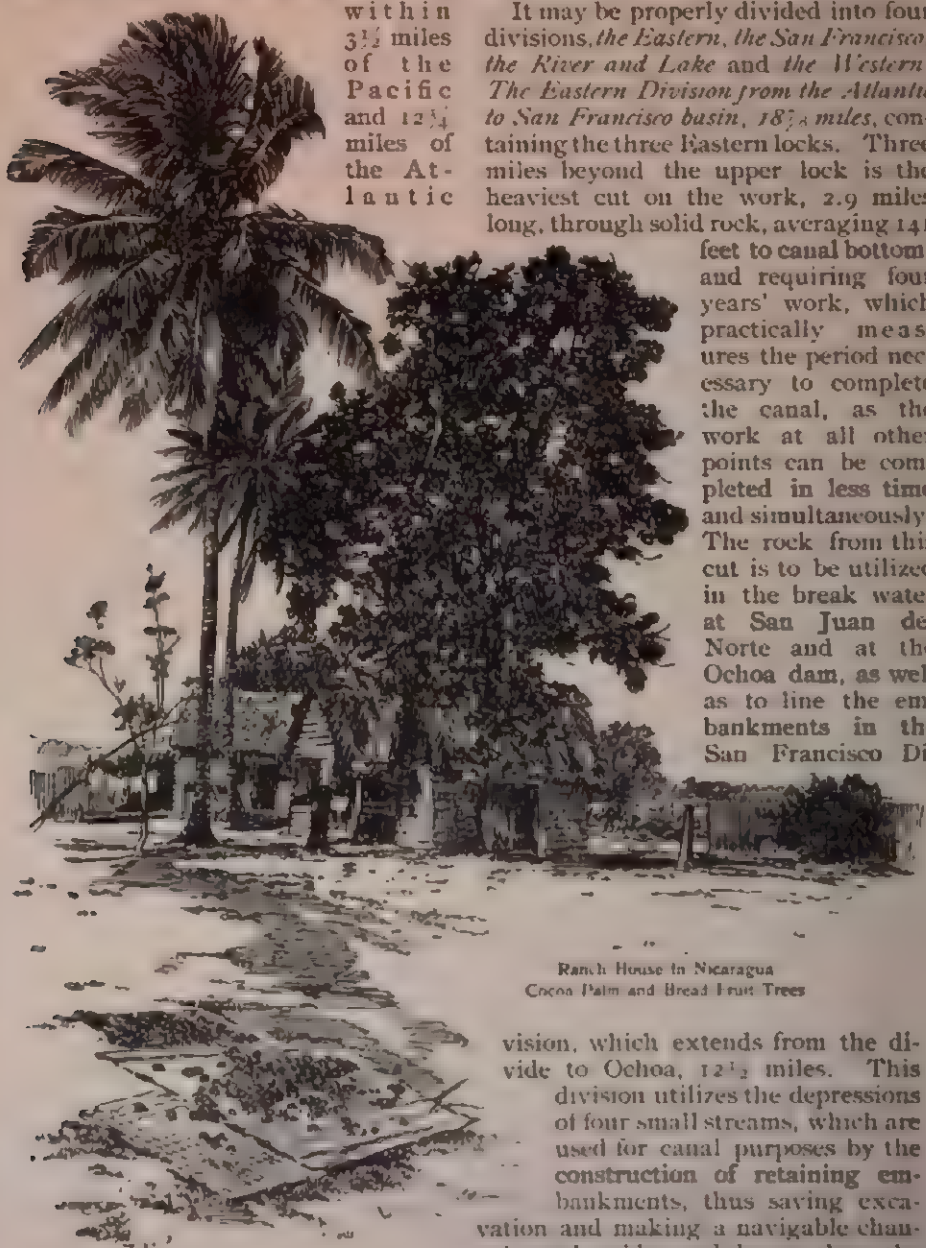 within
3½ miles
of the
Pacific
and 12¼
miles of
the At-
lantic
It may be properly divided into four
divisions, the Eastern, the San Francisco
the River and Lake and the Western
The Eastern Division from the Atlantic
to San Francisco basin, 18⅞ miles, con-
taining the three Eastern locks. Three
miles beyond the upper lock is the
heaviest cut on the work, 2.9 miles
long, through solid rock, averaging 141
feet to canal bottom
and requiring four
years' work, which
practically meas-
ures the period nec-
essary to complete
the canal, as the
work at all other
points can be com-
pleted in less time
and simultaneously
The rock from this
cut is to be utilized
in the break water
at San Juan del
Norte and at the
Ochoa dam, as well
as to line the em-
bankments in the
San Francisco Di-
Ranch House in Nicaragua
Cocoa Palm and Bread Fruit Trees
vision, which extends from the di-
vide to Ochoa, 12½ miles. This
division utilizes the depressions
of four small streams, which are
used for canal purposes by the
construction of retaining em-
bankments, thus saving exca-
vation and making a navigable chan-